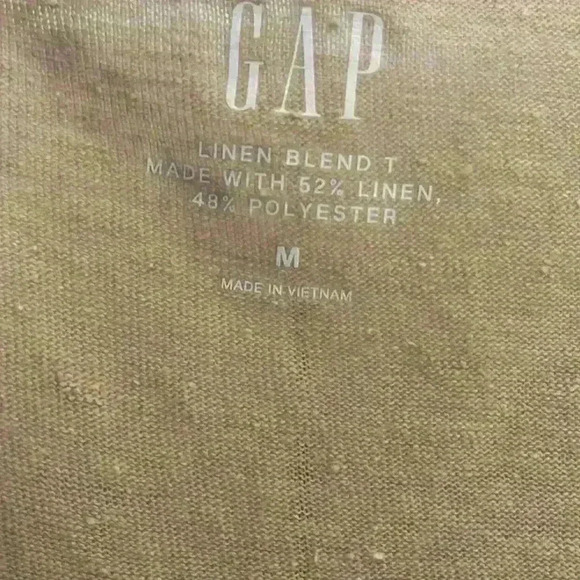 GAP
LINEN BLEND T
MADE WITH 52% LINEN,
48% POLYESTER
M
MADE IN VIETNAM